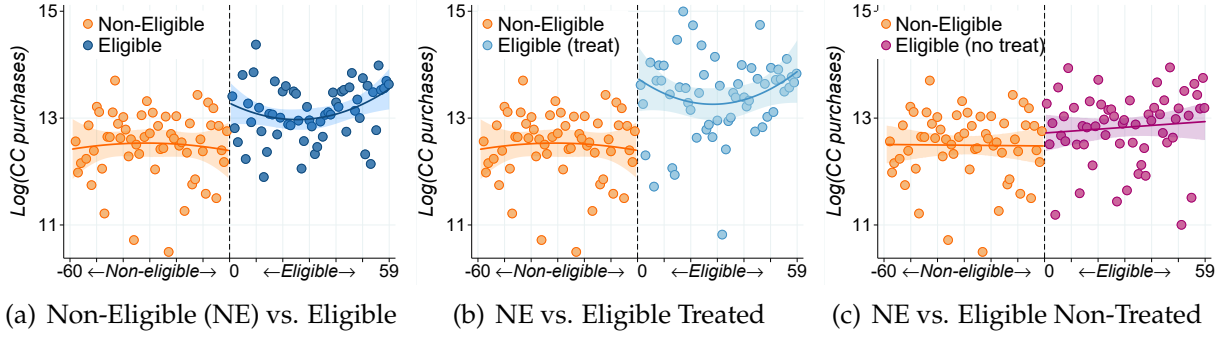 15
13
11
Log(CC purchases)
Non-Eligible
Eligible
-60
←Non-eligible→
0
←Eligible→
59
(a) Non-Eligible (NE) vs. Eligible
15
13
11
Log(CC purchases)
Non-Eligible
Eligible (treat)
-60
←Non-eligible→
0
←Eligible→
59
(b) NE vs. Eligible Treated
15
13
11
Log(CC purchases)
Non-Eligible
Eligible (no treat)
-60
←Non-eligible→
0
←Eligible→
59
(c) NE vs. Eligible Non-Treated